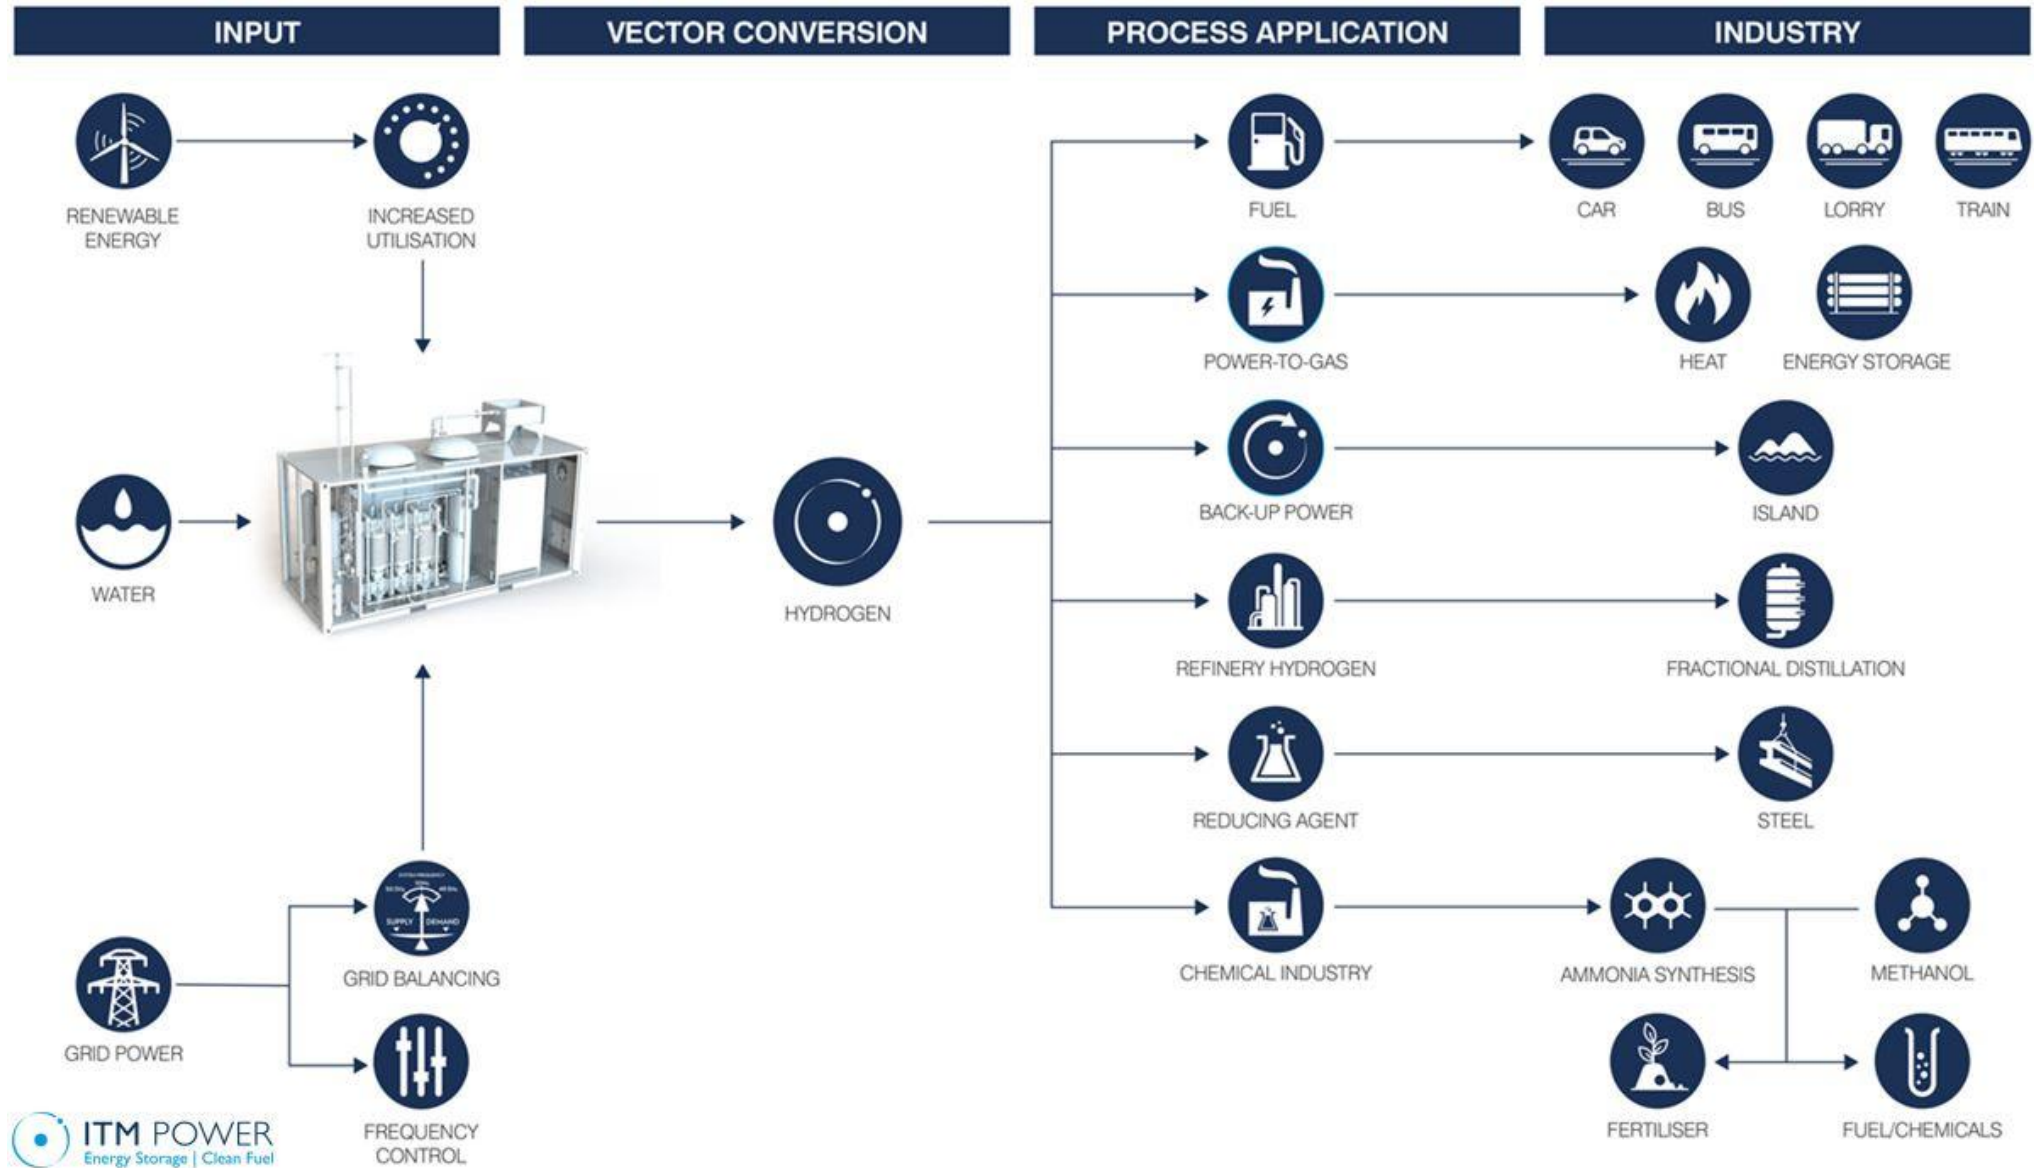 INPUT
VECTOR CONVERSION
PROCESS APPLICATION
INDUSTRY
RENEWABLE
ENERGY
INCREASED
UTILISATION
FUEL
CAR
BUS
LORRY
TRAIN
POWER-TO-GAS
HEAT
ENERGY STORAGE
BACK-UP POWER
ISLAND
WATER
HYDROGEN
REFINERY HYDROGEN
FRACTIONAL DISTILLATION
REDUCING AGENT
STEEL
SUPPLY
DEMAND
GRID BALANCING
CHEMICAL INDUSTRY
AMMONIA SYNTHESIS
METHANOL
GRID POWER
FREQUENCY
CONTROL
FERTILISER
FUEL/CHEMICALS
ITM POWER
Energy Storage | Clean Fuel